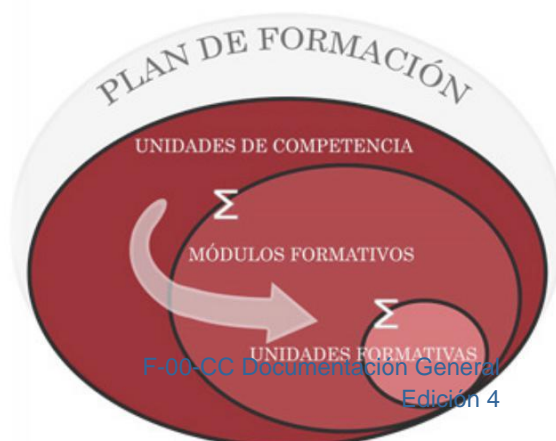 PLAN DE FORMACIÓN
UNIDADES DE COMPETENCIA
Σ
MÓDULOS FORMATIVOS
Σ
UNIDADES FORMATIVAS
F-00-CC Documentación General
Edición 4